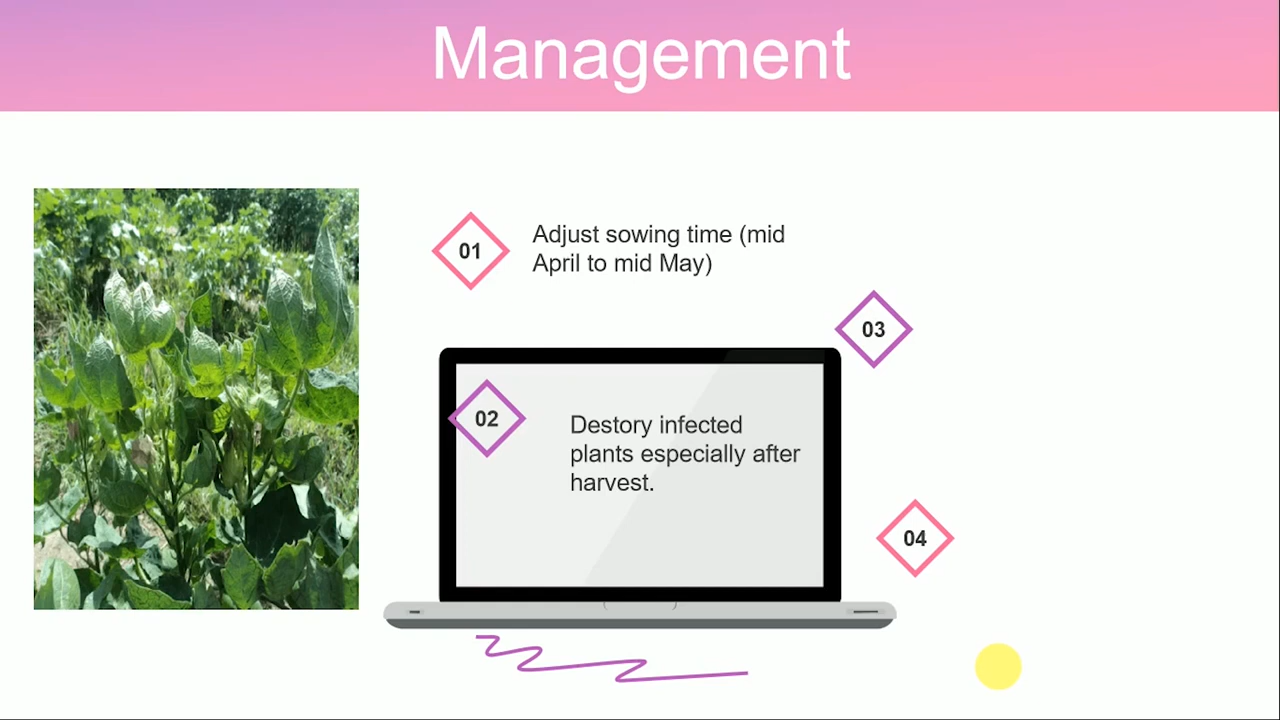 Management
01
Adjust sowing time (mid
April to mid May)
02
Destory infected
plants especially after
harvest.
03
04